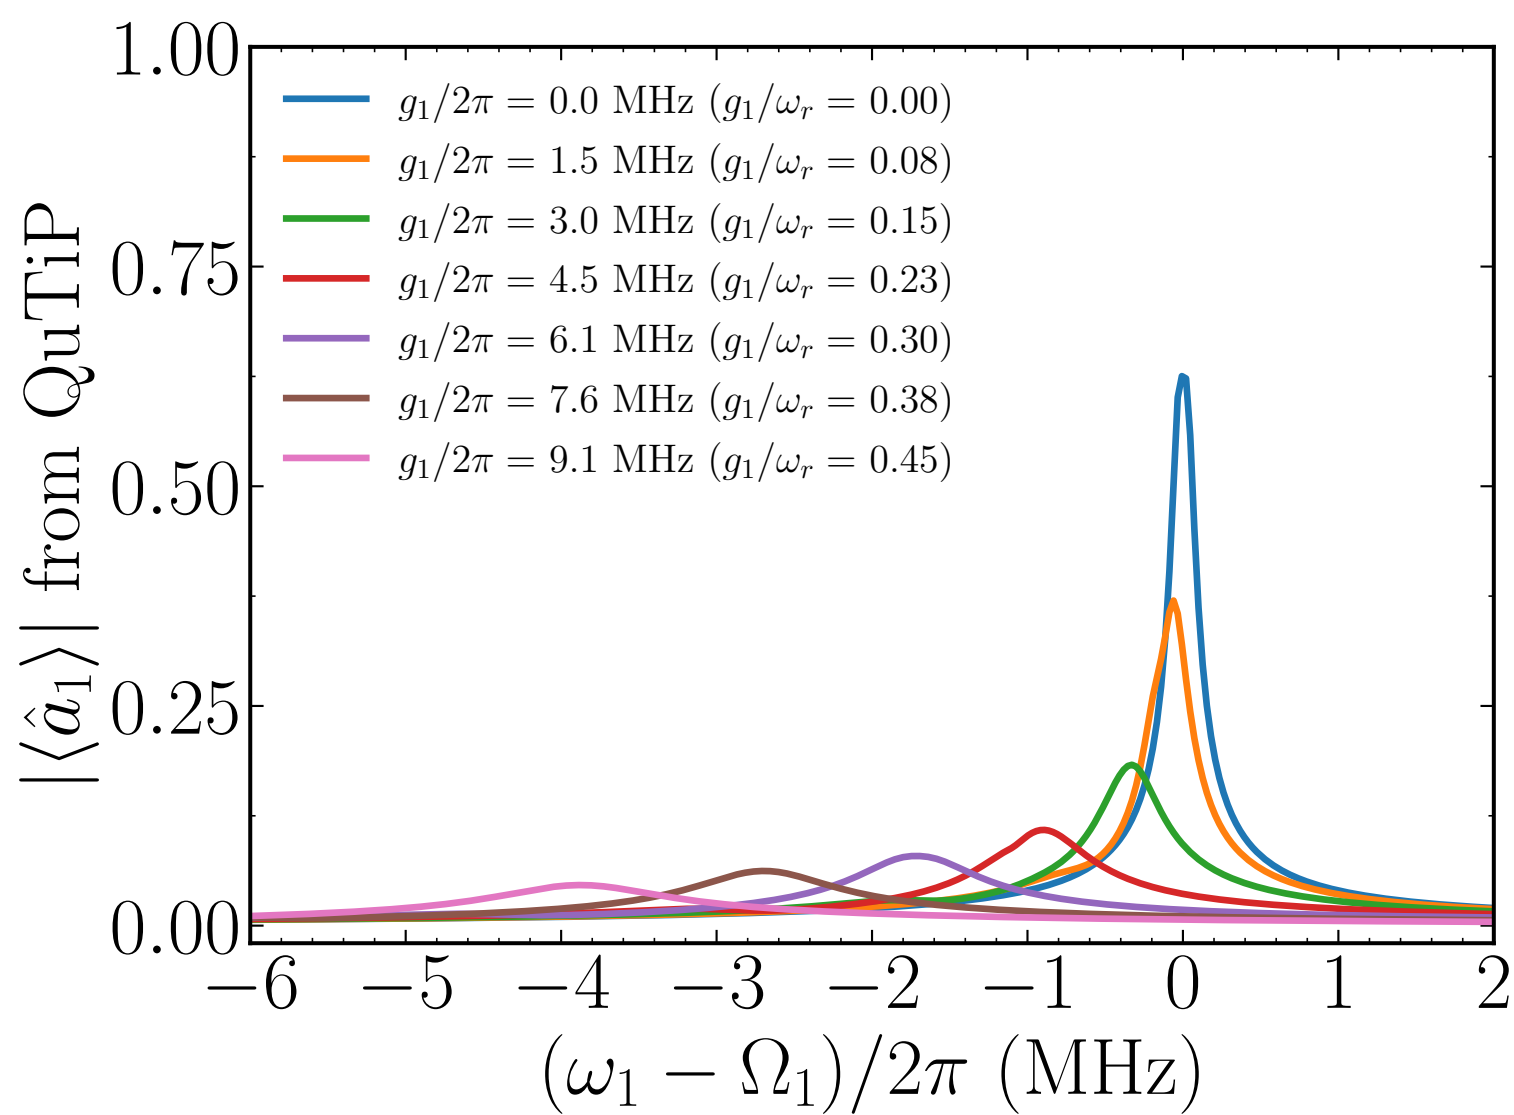 |⟨â₁⟩| from QuTiP
1.00
0.75
0.50
0.25
0.00
g₁/2π = 0.0 MHz (g₁/ωᵣ = 0.00)
g₁/2π = 1.5 MHz (g₁/ωᵣ = 0.08)
g₁/2π = 3.0 MHz (g₁/ωᵣ = 0.15)
g₁/2π = 4.5 MHz (g₁/ωᵣ = 0.23)
g₁/2π = 6.1 MHz (g₁/ωᵣ = 0.30)
g₁/2π = 7.6 MHz (g₁/ωᵣ = 0.38)
g₁/2π = 9.1 MHz (g₁/ωᵣ = 0.45)
−6 −5 −4 −3 −2 −1 0 1 2
(ω₁ − Ω₁)/2π (MHz)